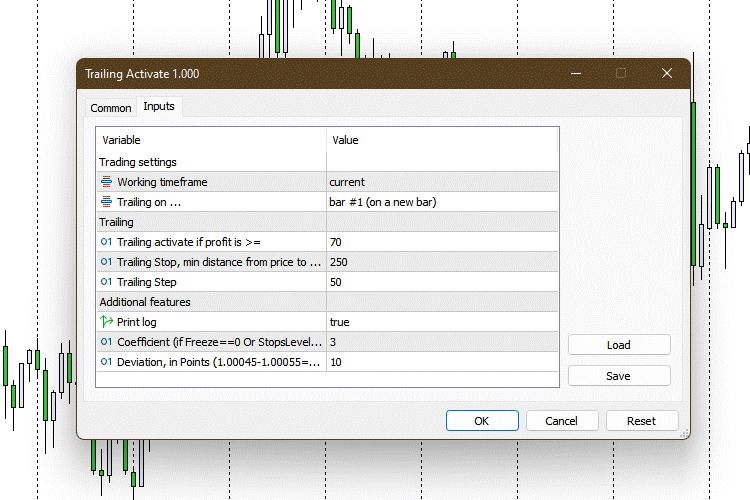 Trailing Activate 1.000
Common Inputs
Variable Value
Trading settings
Working timeframe current
Trailing on ... bar #1 (on a new bar)
Trailing
01 Trailing activate if profit is >= 70
01 Trailing Stop, min distance from price to ... 250
01 Trailing Step 50
Additional features
Print log true
01 Coefficient (if Freeze==0 Or StopsLevel... 3
01 Deviation, in Points (1.00045-1.00055=... 10
Load
Save
OK Cancel Reset